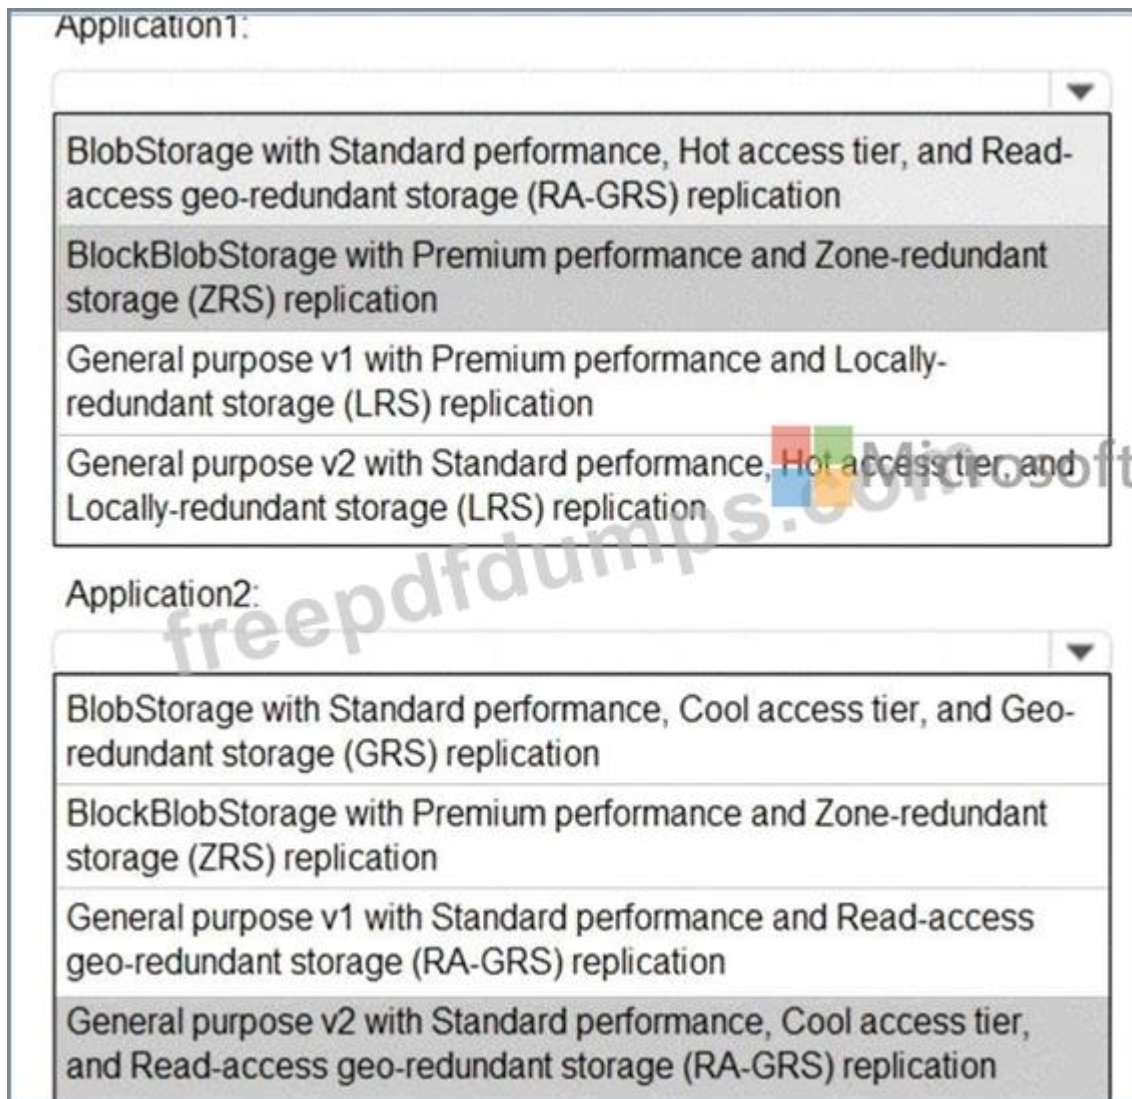 Application1:
BlobStorage with Standard performance, Hot access tier, and Read-
access geo-redundant storage (RA-GRS) replication
BlockBlobStorage with Premium performance and Zone-redundant
storage (ZRS) replication
General purpose v1 with Premium performance and Locally-
redundant storage (LRS) replication
General purpose v2 with Standard performance, Hot access tier, and
Locally-redundant storage (LRS) replication
Microsoft
freepdfdumps.com
Application2:
BlobStorage with Standard performance, Cool access tier, and Geo-
redundant storage (GRS) replication
BlockBlobStorage with Premium performance and Zone-redundant
storage (ZRS) replication
General purpose v1 with Standard performance and Read-access
geo-redundant storage (RA-GRS) replication
General purpose v2 with Standard performance, Cool access tier,
and Read-access geo-redundant storage (RA-GRS) replication